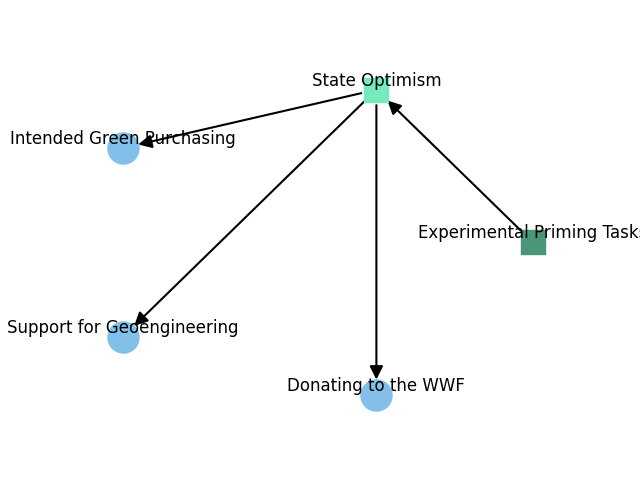 State Optimism
Intended Green Purchasing
Experimental Priming Tasks
Support for Geoengineering
Donating to the WWF